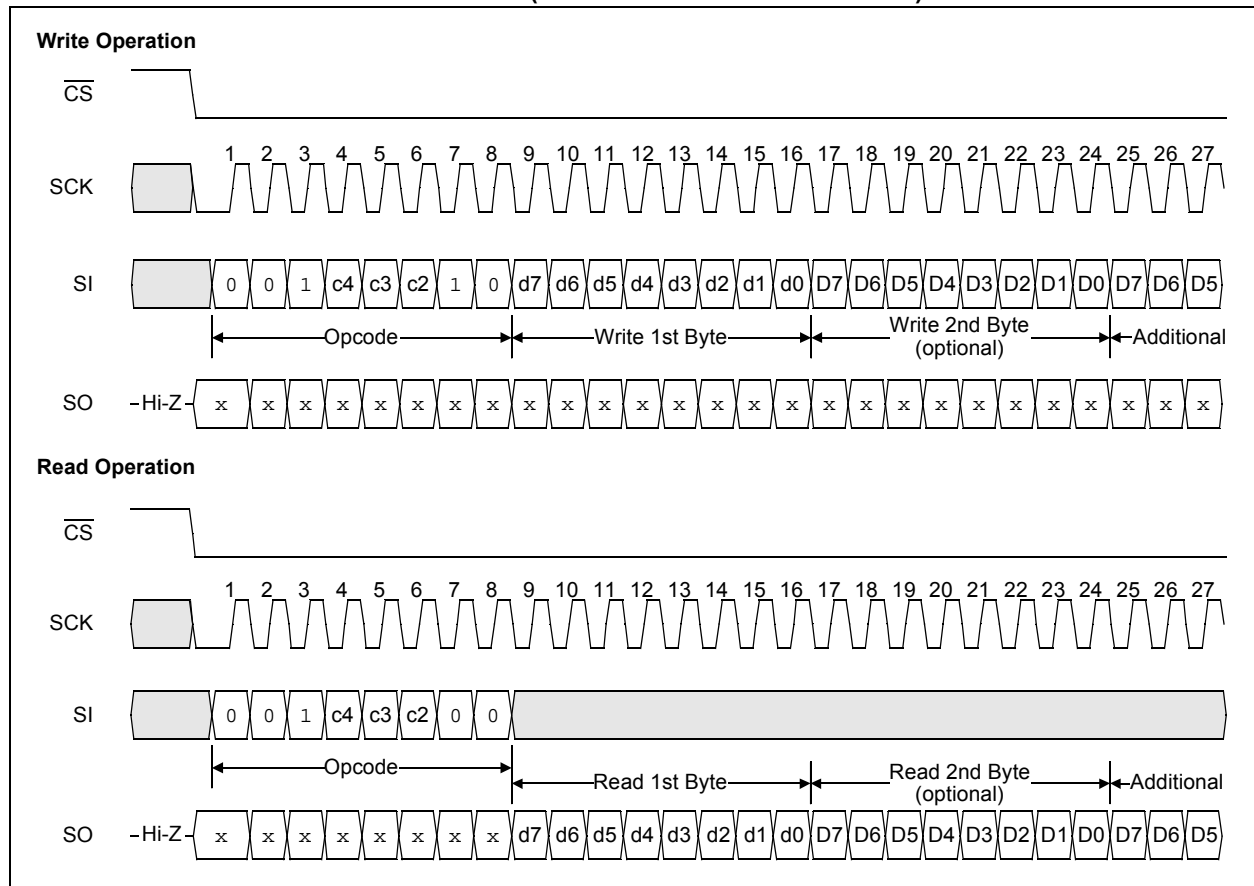 Write Operation
CS
1 2 3 4 5 6 7 8 9 10 11 12 13 14 15 16 17 18 19 20 21 22 23 24 25 26 27
SCK
SI 0 0 1 c4 c3 c2 1 0 d7 d6 d5 d4 d3 d2 d1 d0 D7 D6 D5 D4 D3 D2 D1 D0 D7 D6 D5
Opcode Write 1st Byte Write 2nd Byte Additional
(optional)
SO Hi-Z x x x x x x x x x x x x x x x x x x x x x x x x x x x
Read Operation
CS
1 2 3 4 5 6 7 8 9 10 11 12 13 14 15 16 17 18 19 20 21 22 23 24 25 26 27
SCK
SI 0 0 1 c4 c3 c2 0 0
Opcode Read 1st Byte Read 2nd Byte Additional
(optional)
SO Hi-Z x x x x x x x x d7 d6 d5 d4 d3 d2 d1 d0 D7 D6 D5 D4 D3 D2 D1 D0 D7 D6 D5